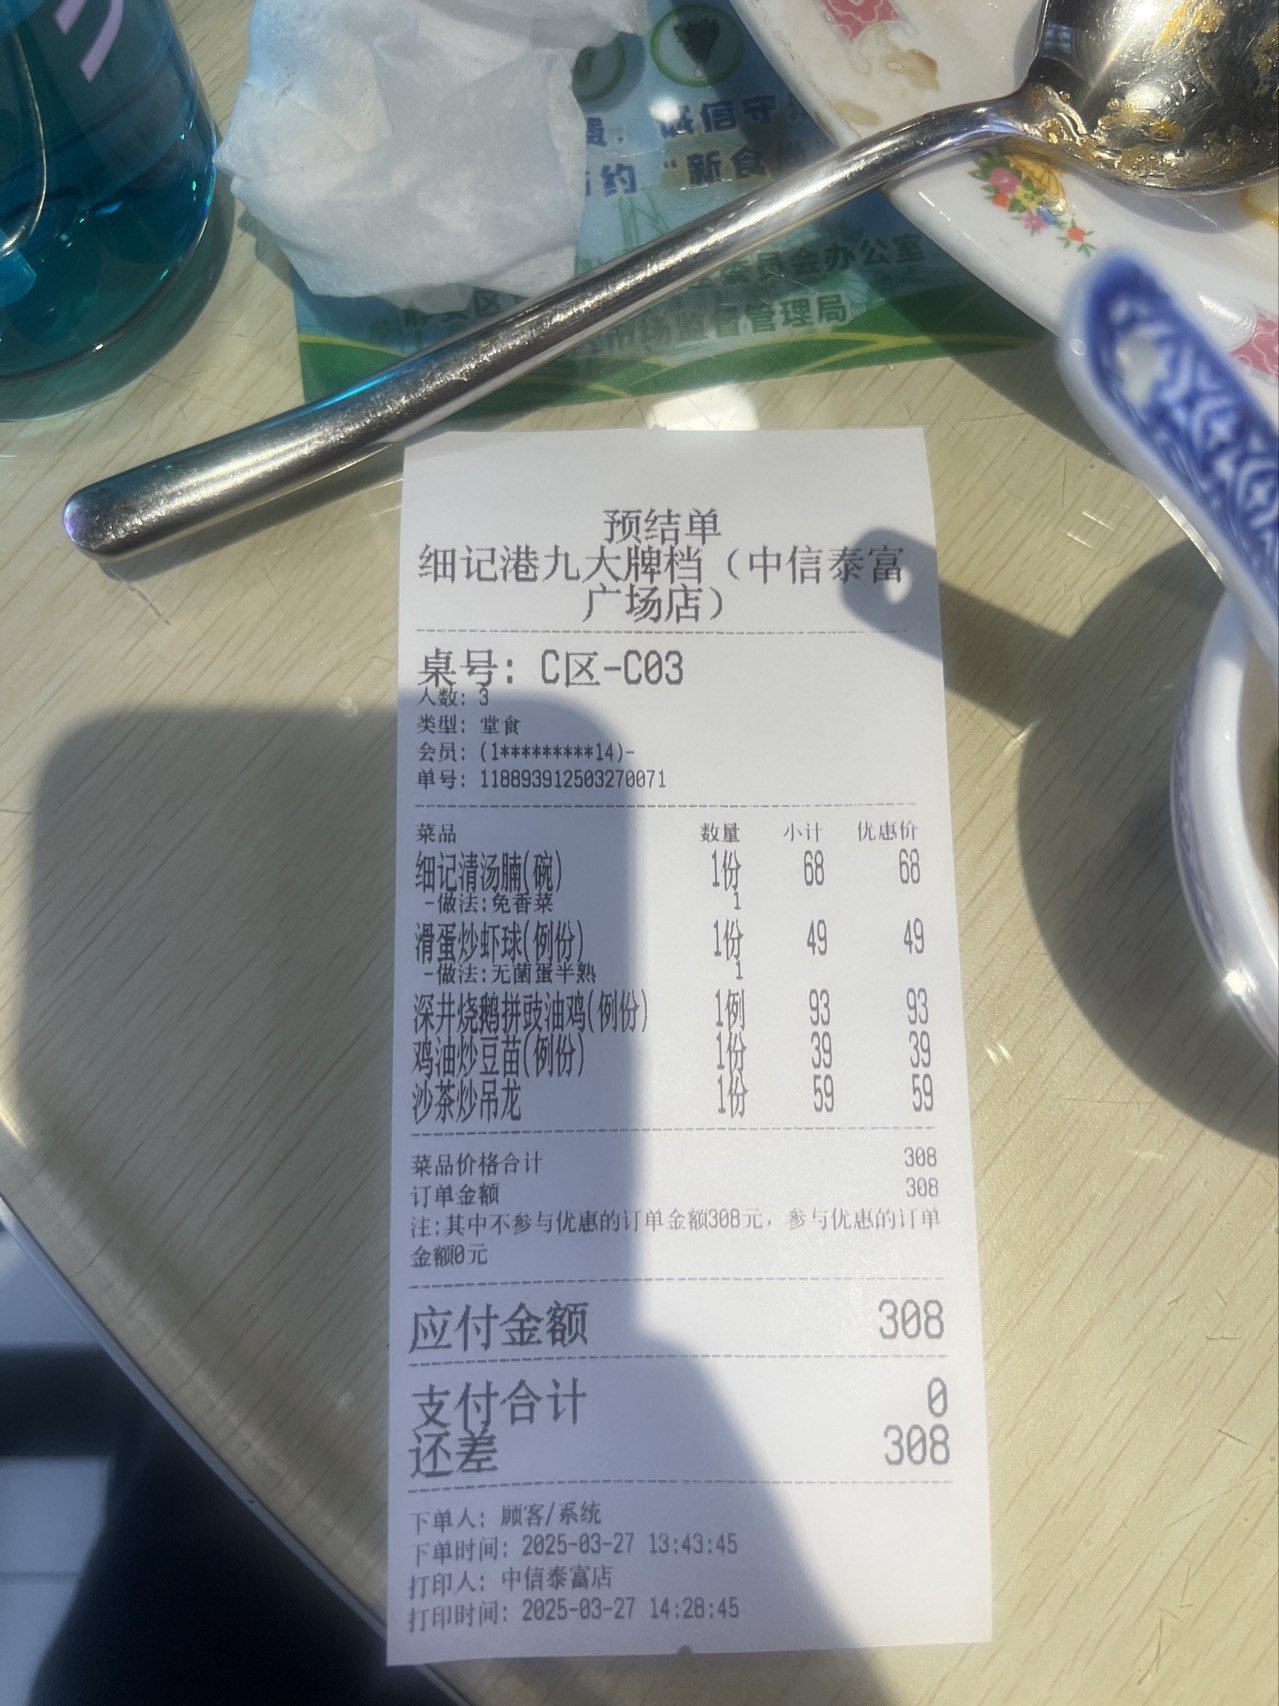 诚信守
约 "新食尚"
委员会办公室
市场监督管理局
预结单
细记港九大牌档（中信泰富
广场店）
桌号: C区-C03
人数: 3
类型: 堂食
会员: (1*********14)-
单号: 118893912503270071
菜品 数量 小计 优惠价
细记清汤腩(碗) 1份 68 68
-做法:免香菜 1
滑蛋炒虾球(例份) 1份 49 49
-做法:无菌蛋半熟 1
深井烧鹅拼豉油鸡(例份) 1例 93 93
鸡油炒豆苗(例份) 1份 39 39
沙茶炒吊龙 1份 59 59
菜品价格合计 308
订单金额 308
注:其中不参与优惠的订单金额308元，参与优惠的订单
金额0元
应付金额 308
支付合计 0
还差 308
下单人: 顾客/系统
下单时间: 2025-03-27 13:43:45
打印人: 中信泰富店
打印时间: 2025-03-27 14:28:45